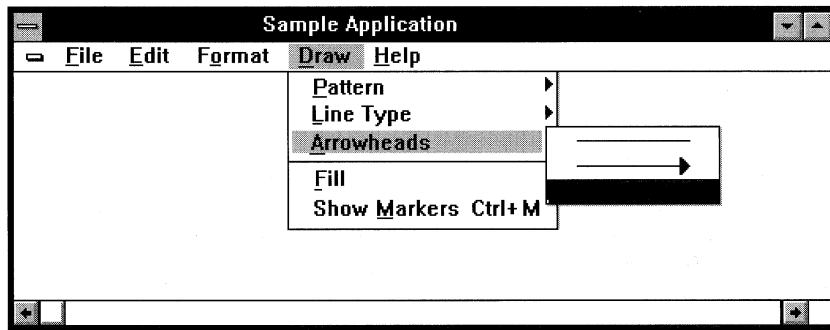 Sample Application
File Edit Format Draw Help
Pattern
Line Type
Arrowheads
Fill
Show Markers Ctrl+M